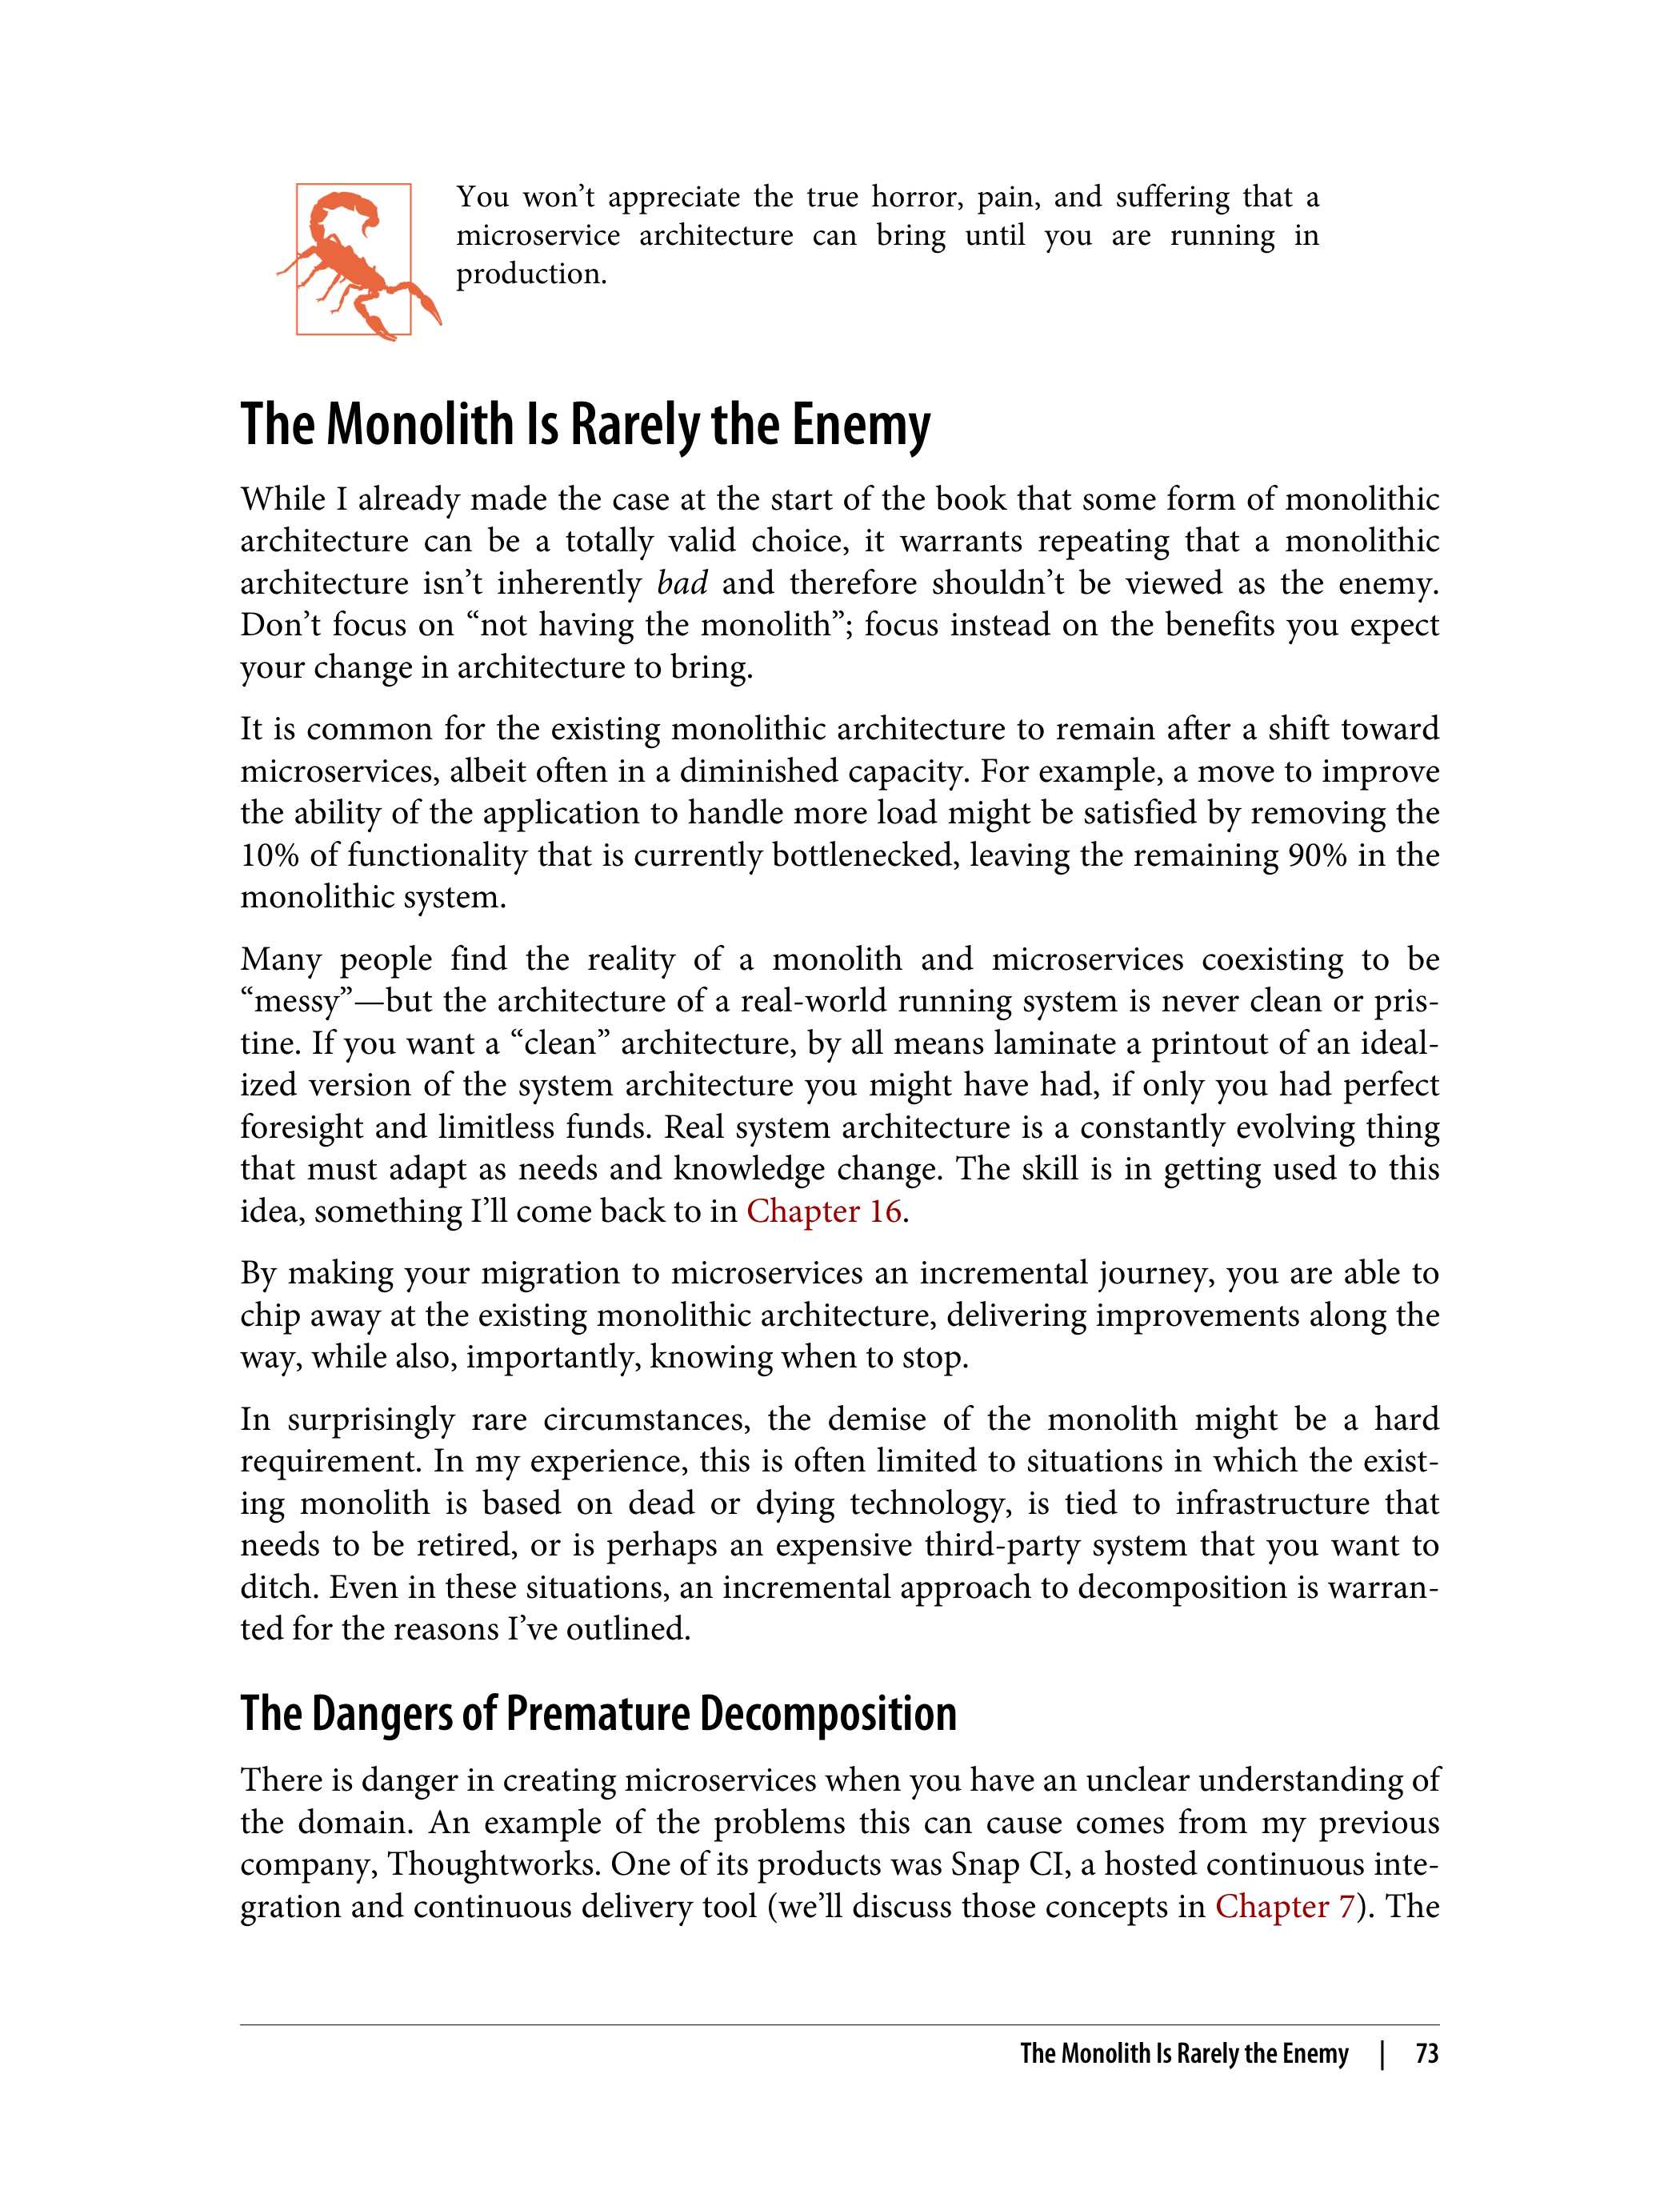 You won’t appreciate the true horror, pain, and suffering that a
microservice architecture can bring until you are running in
production.
The Monolith Is Rarely the Enemy
While I already made the case at the start of the book that some form of monolithic
architecture can be a totally valid choice, it warrants repeating that a monolithic
architecture isn’t inherently bad and therefore shouldn’t be viewed as the enemy.
Don’t focus on “not having the monolith”; focus instead on the benefits you expect
your change in architecture to bring.
It is common for the existing monolithic architecture to remain after a shift toward
microservices, albeit often in a diminished capacity. For example, a move to improve
the ability of the application to handle more load might be satisfied by removing the
10% of functionality that is currently bottlenecked, leaving the remaining 90% in the
monolithic system.
Many people find the reality of a monolith and microservices coexisting to be
“messy”—but the architecture of a real-world running system is never clean or pris-
tine. If you want a “clean” architecture, by all means laminate a printout of an ideal-
ized version of the system architecture you might have had, if only you had perfect
foresight and limitless funds. Real system architecture is a constantly evolving thing
that must adapt as needs and knowledge change. The skill is in getting used to this
idea, something I’ll come back to in Chapter 16.
By making your migration to microservices an incremental journey, you are able to
chip away at the existing monolithic architecture, delivering improvements along the
way, while also, importantly, knowing when to stop.
In surprisingly rare circumstances, the demise of the monolith might be a hard
requirement. In my experience, this is often limited to situations in which the exist-
ing monolith is based on dead or dying technology, is tied to infrastructure that
needs to be retired, or is perhaps an expensive third-party system that you want to
ditch. Even in these situations, an incremental approach to decomposition is warran-
ted for the reasons I’ve outlined.
The Dangers of Premature Decomposition
There is danger in creating microservices when you have an unclear understanding of
the domain. An example of the problems this can cause comes from my previous
company, Thoughtworks. One of its products was Snap CI, a hosted continuous inte-
gration and continuous delivery tool (we’ll discuss those concepts in Chapter 7). The
The Monolith Is Rarely the Enemy | 73